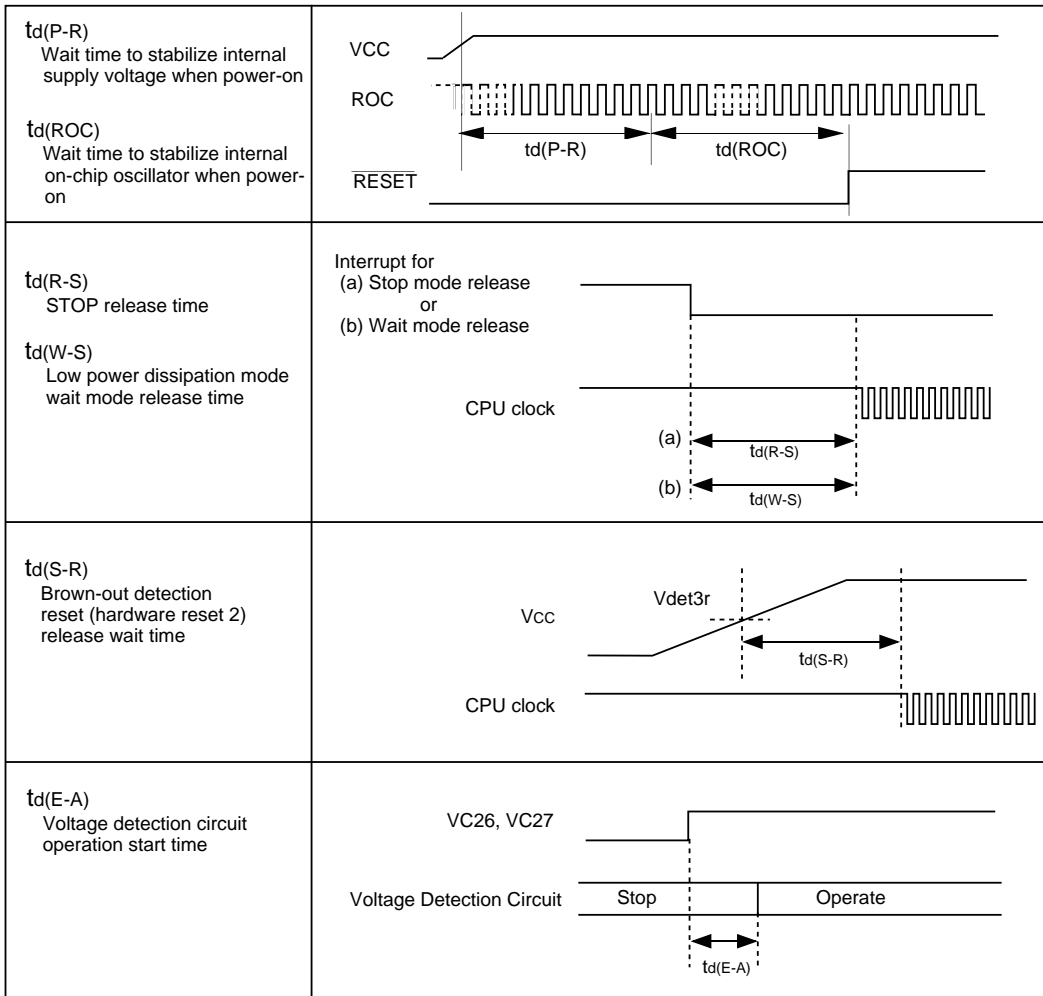 td(P-R)
Wait time to stabilize internal
supply voltage when power-on
td(ROC)
Wait time to stabilize internal
on-chip oscillator when power-
on
VCC
ROC
td(P-R)
td(ROC)
RESET
td(R-S)
STOP release time
td(W-S)
Low power dissipation mode
wait mode release time
Interrupt for
(a) Stop mode release
or
(b) Wait mode release
CPU clock
(a)
td(R-S)
(b)
td(W-S)
td(S-R)
Brown-out detection
reset (hardware reset 2)
release wait time
Vdet3r
VCC
td(S-R)
CPU clock
td(E-A)
Voltage detection circuit
operation start time
VC26, VC27
Voltage Detection Circuit
Stop
Operate
td(E-A)